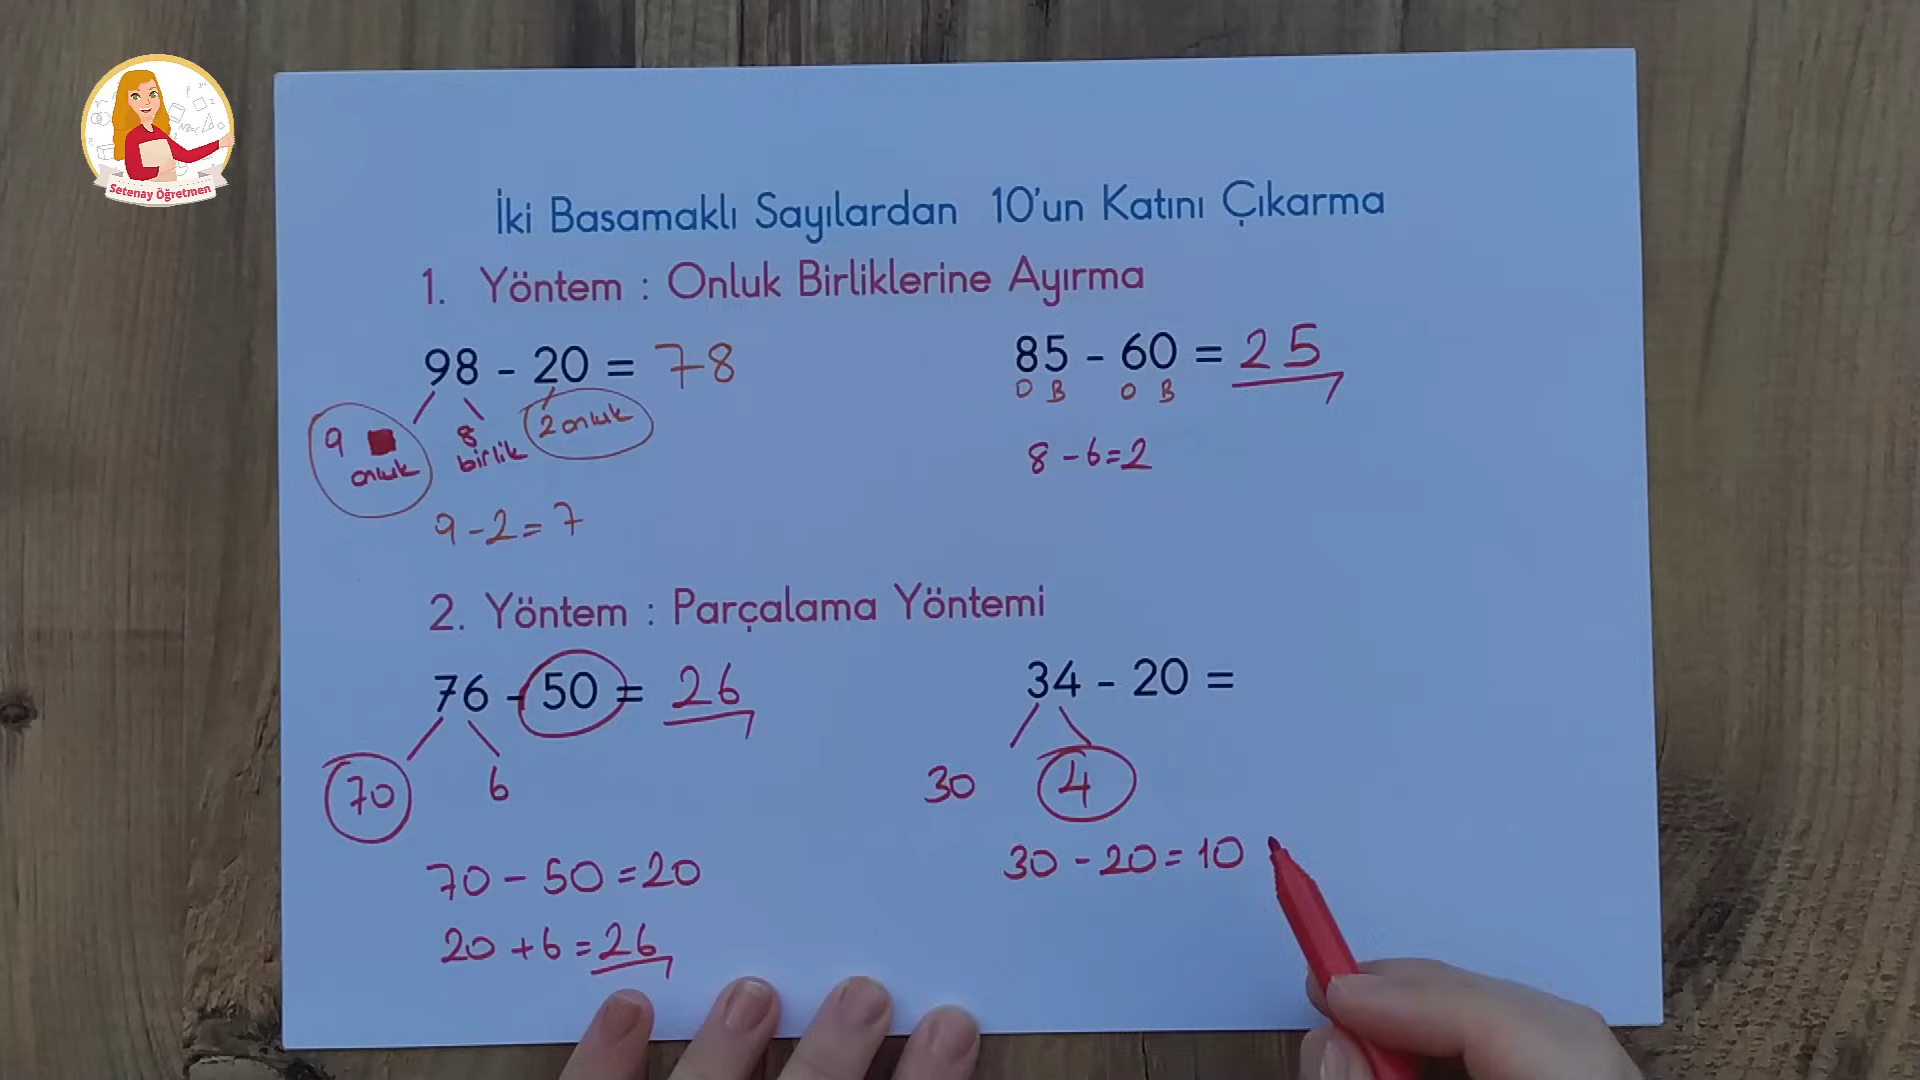 Setenay Öğretmen
İki Basamaklı Sayılardan 10'un Katını Çıkarma
1. Yöntem : Onluk Birliklerine Ayırma
98 - 20 = 78
9 onluk
8 birlik
2 onluk
9 - 2 = 7
85 - 60 = 25
O B O B
8 - 6 = 2
2. Yöntem : Parçalama Yöntemi
76 - 50 = 26
70 6
70 - 50 = 20
20 + 6 = 26
34 - 20 =
30 4
30 - 20 = 10